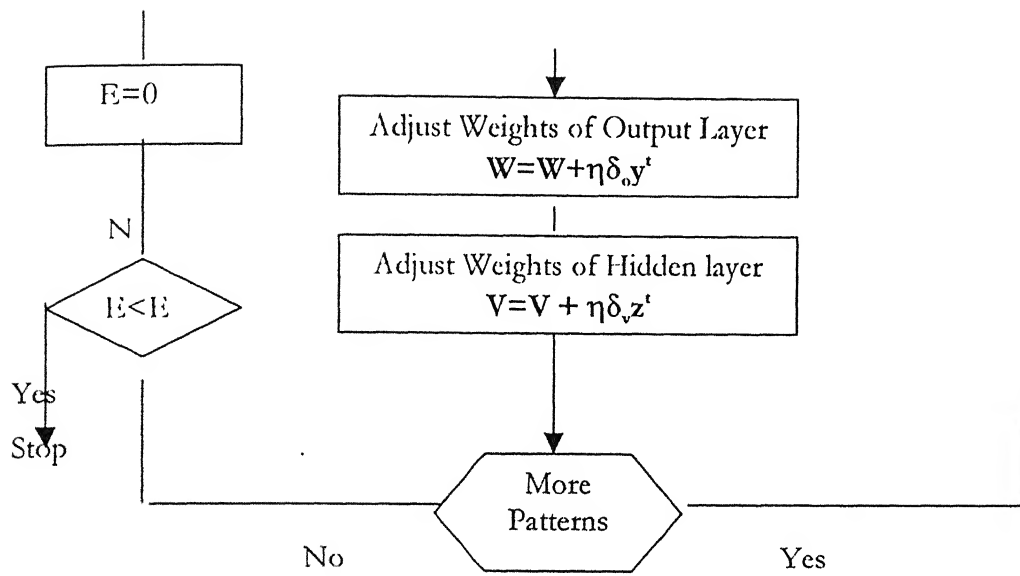 E=0
Adjust Weights of Output Layer
W=W+ηδₒyᵗ
N
Adjust Weights of Hidden layer
V=V + ηδᵥzᵗ
E<E
Yes
Stop
More
Patterns
No
Yes